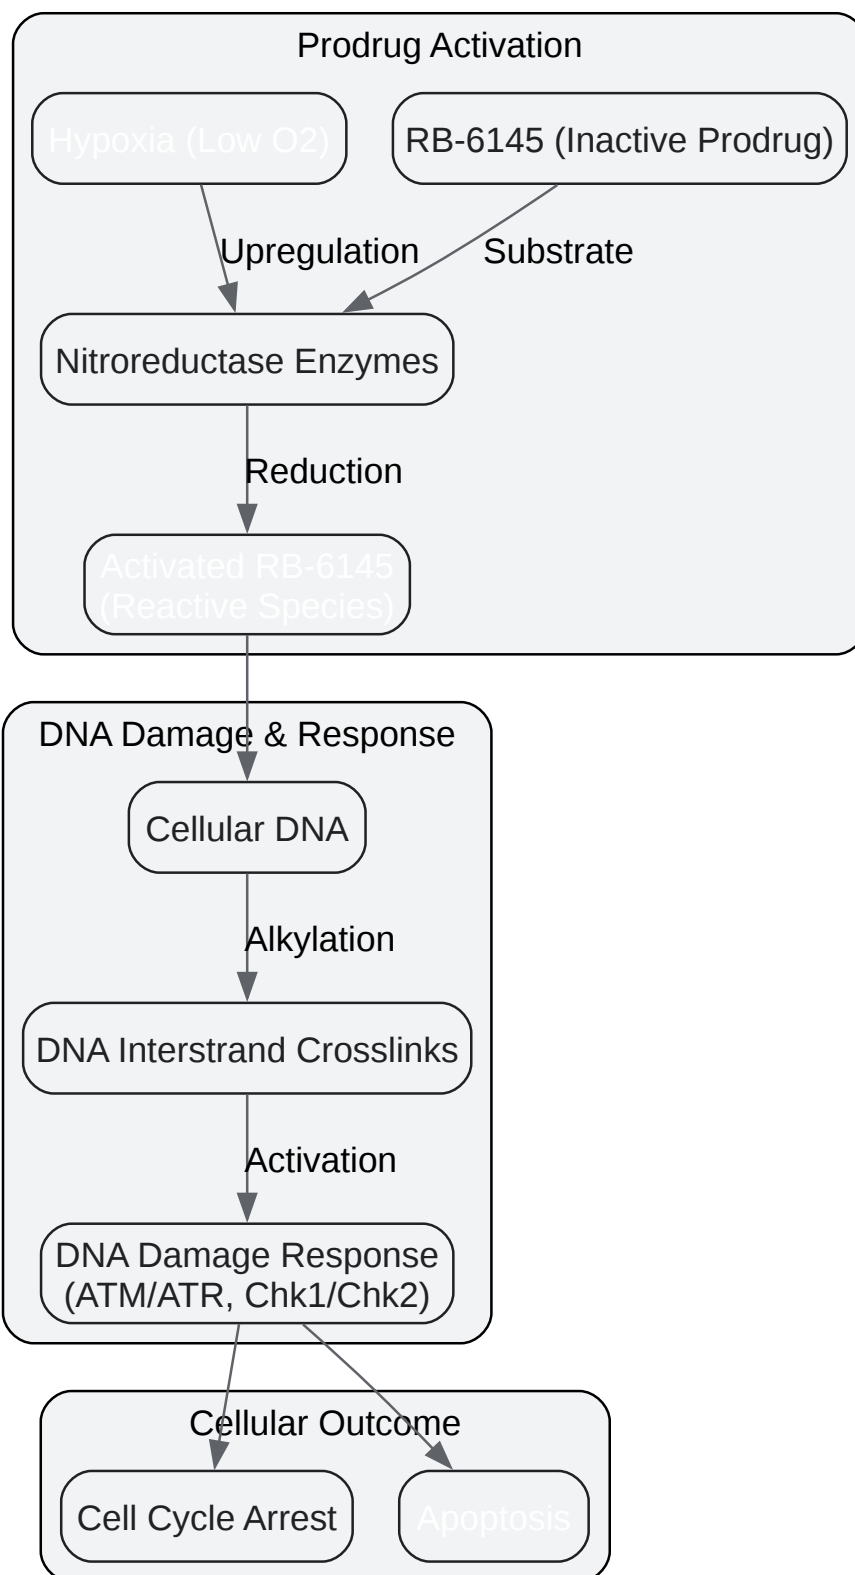 Prodrug Activation
Hypoxia (Low O2)
RB-6145 (Inactive Prodrug)
Upregulation
Substrate
Nitroreductase Enzymes
Reduction
Activated RB-6145
(Reactive Species)
DNA Damage & Response
Cellular DNA
Alkylation
DNA Interstrand Crosslinks
Activation
DNA Damage Response
(ATM/ATR, Chk1/Chk2)
Cellular Outcome
Cell Cycle Arrest
Apoptosis